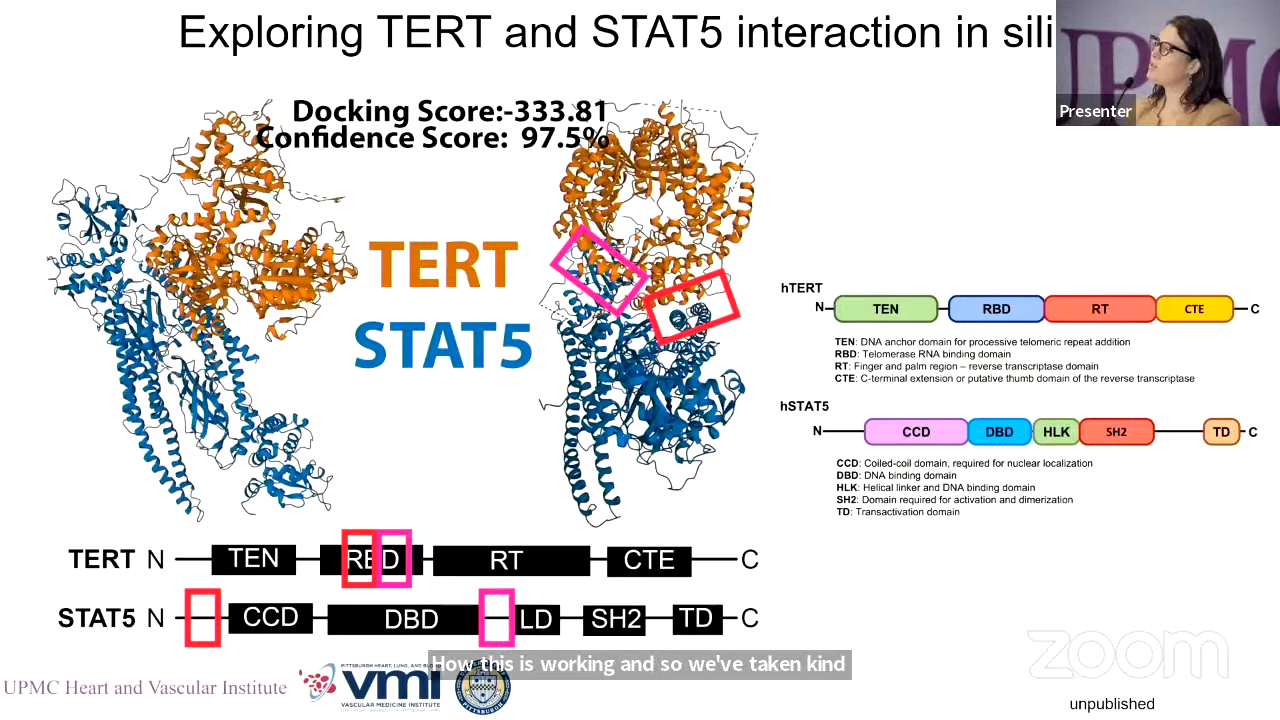 Exploring TERT and STAT5 interaction in sili
Presenter
Docking Score:-333.81
Confidence Score: 97.5%
TERT
STAT5
hTERT
N TEN RBD RT CTE C
TEN: DNA anchor domain for processive telomeric repeat addition
RBD: Telomerase RNA binding domain
RT: Finger and palm region – reverse transcriptase domain
CTE: C-terminal extension or putative thumb domain of the reverse transcriptase
hSTAT5
N CCD DBD HLK SH2 TD C
CCD: Coiled-coil domain, required for nuclear localization
DBD: DNA binding domain
HLK: Helical linker and DNA binding domain
SH2: Domain required for activation and dimerization
TD: Transactivation domain
TERT N TEN RBD RT CTE C
STAT5 N CCD DBD LD SH2 TD C
How this is working and so we've taken kind
UPMC Heart and Vascular Institute
PITTSBURGH HEART, LUNG, AND
vmi
VASCULAR MEDICINE INSTITUTE
zoom
unpublished